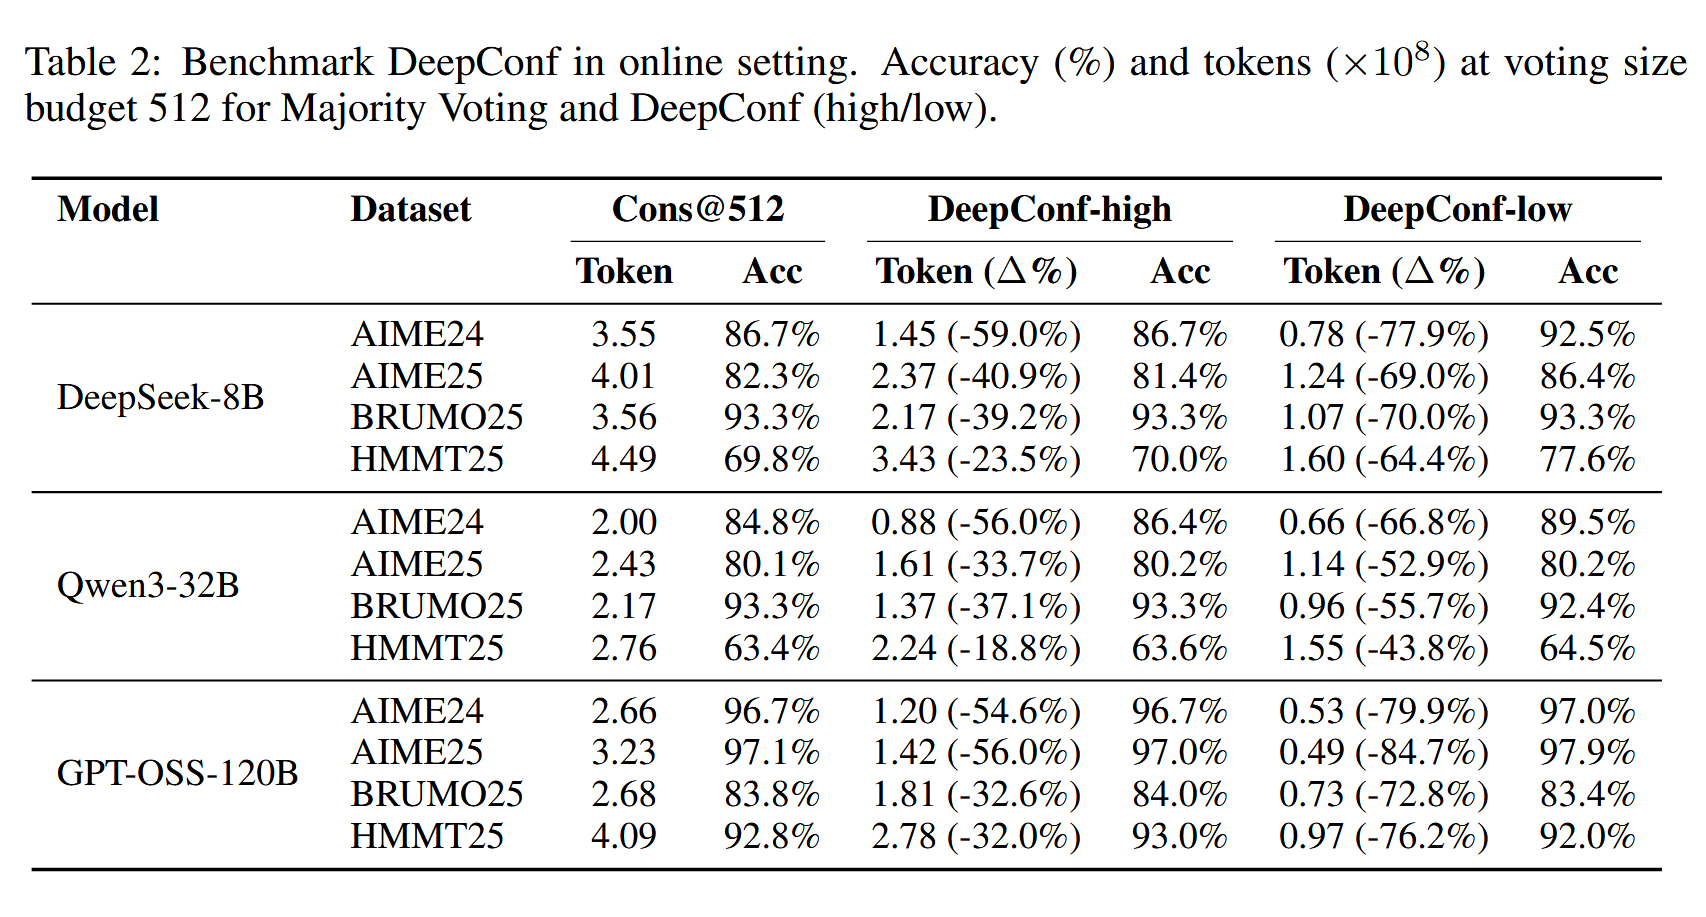 Table 2: Benchmark DeepConf in online setting. Accuracy (%) and tokens (×10⁸) at voting size
budget 512 for Majority Voting and DeepConf (high/low).
Model Dataset Cons@512 DeepConf-high DeepConf-low
Token Acc Token (Δ%) Acc Token (Δ%) Acc
AIME24 3.55 86.7% 1.45 (-59.0%) 86.7% 0.78 (-77.9%) 92.5%
AIME25 4.01 82.3% 2.37 (-40.9%) 81.4% 1.24 (-69.0%) 86.4%
DeepSeek-8B
BRUMO25 3.56 93.3% 2.17 (-39.2%) 93.3% 1.07 (-70.0%) 93.3%
HMMT25 4.49 69.8% 3.43 (-23.5%) 70.0% 1.60 (-64.4%) 77.6%
AIME24 2.00 84.8% 0.88 (-56.0%) 86.4% 0.66 (-66.8%) 89.5%
AIME25 2.43 80.1% 1.61 (-33.7%) 80.2% 1.14 (-52.9%) 80.2%
Qwen3-32B
BRUMO25 2.17 93.3% 1.37 (-37.1%) 93.3% 0.96 (-55.7%) 92.4%
HMMT25 2.76 63.4% 2.24 (-18.8%) 63.6% 1.55 (-43.8%) 64.5%
AIME24 2.66 96.7% 1.20 (-54.6%) 96.7% 0.53 (-79.9%) 97.0%
AIME25 3.23 97.1% 1.42 (-56.0%) 97.0% 0.49 (-84.7%) 97.9%
GPT-OSS-120B
BRUMO25 2.68 83.8% 1.81 (-32.6%) 84.0% 0.73 (-72.8%) 83.4%
HMMT25 4.09 92.8% 2.78 (-32.0%) 93.0% 0.97 (-76.2%) 92.0%